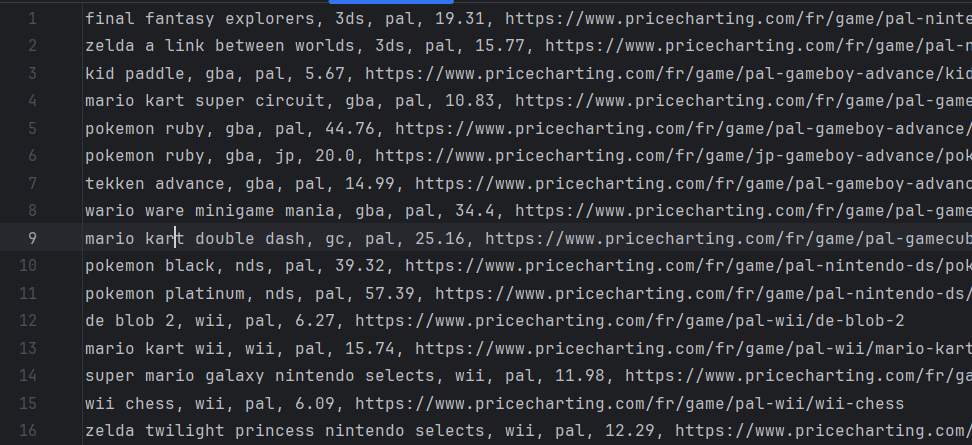 1 final fantasy explorers, 3ds, pal, 19.31, https://www.pricecharting.com/fr/game/pal-ninte
2 zelda a link between worlds, 3ds, pal, 15.77, https://www.pricecharting.com/fr/game/pal-n
3 kid paddle, gba, pal, 5.67, https://www.pricecharting.com/fr/game/pal-gameboy-advance/kid
4 mario kart super circuit, gba, pal, 10.83, https://www.pricecharting.com/fr/game/pal-game
5 pokemon ruby, gba, pal, 44.76, https://www.pricecharting.com/fr/game/pal-gameboy-advance/
6 pokemon ruby, gba, jp, 20.0, https://www.pricecharting.com/fr/game/jp-gameboy-advance/pok
7 tekken advance, gba, pal, 14.99, https://www.pricecharting.com/fr/game/pal-gameboy-advanc
8 wario ware minigame mania, gba, pal, 34.4, https://www.pricecharting.com/fr/game/pal-game
9 mario kart double dash, gc, pal, 25.16, https://www.pricecharting.com/fr/game/pal-gamecub
10 pokemon black, nds, pal, 39.32, https://www.pricecharting.com/fr/game/pal-nintendo-ds/pok
11 pokemon platinum, nds, pal, 57.39, https://www.pricecharting.com/fr/game/pal-nintendo-ds/
12 de blob 2, wii, pal, 6.27, https://www.pricecharting.com/fr/game/pal-wii/de-blob-2
13 mario kart wii, wii, pal, 15.74, https://www.pricecharting.com/fr/game/pal-wii/mario-kart
14 super mario galaxy nintendo selects, wii, pal, 11.98, https://www.pricecharting.com/fr/ga
15 wii chess, wii, pal, 6.09, https://www.pricecharting.com/fr/game/pal-wii/wii-chess
16 zelda twilight princess nintendo selects, wii, pal, 12.29, https://www.pricecharting.com/